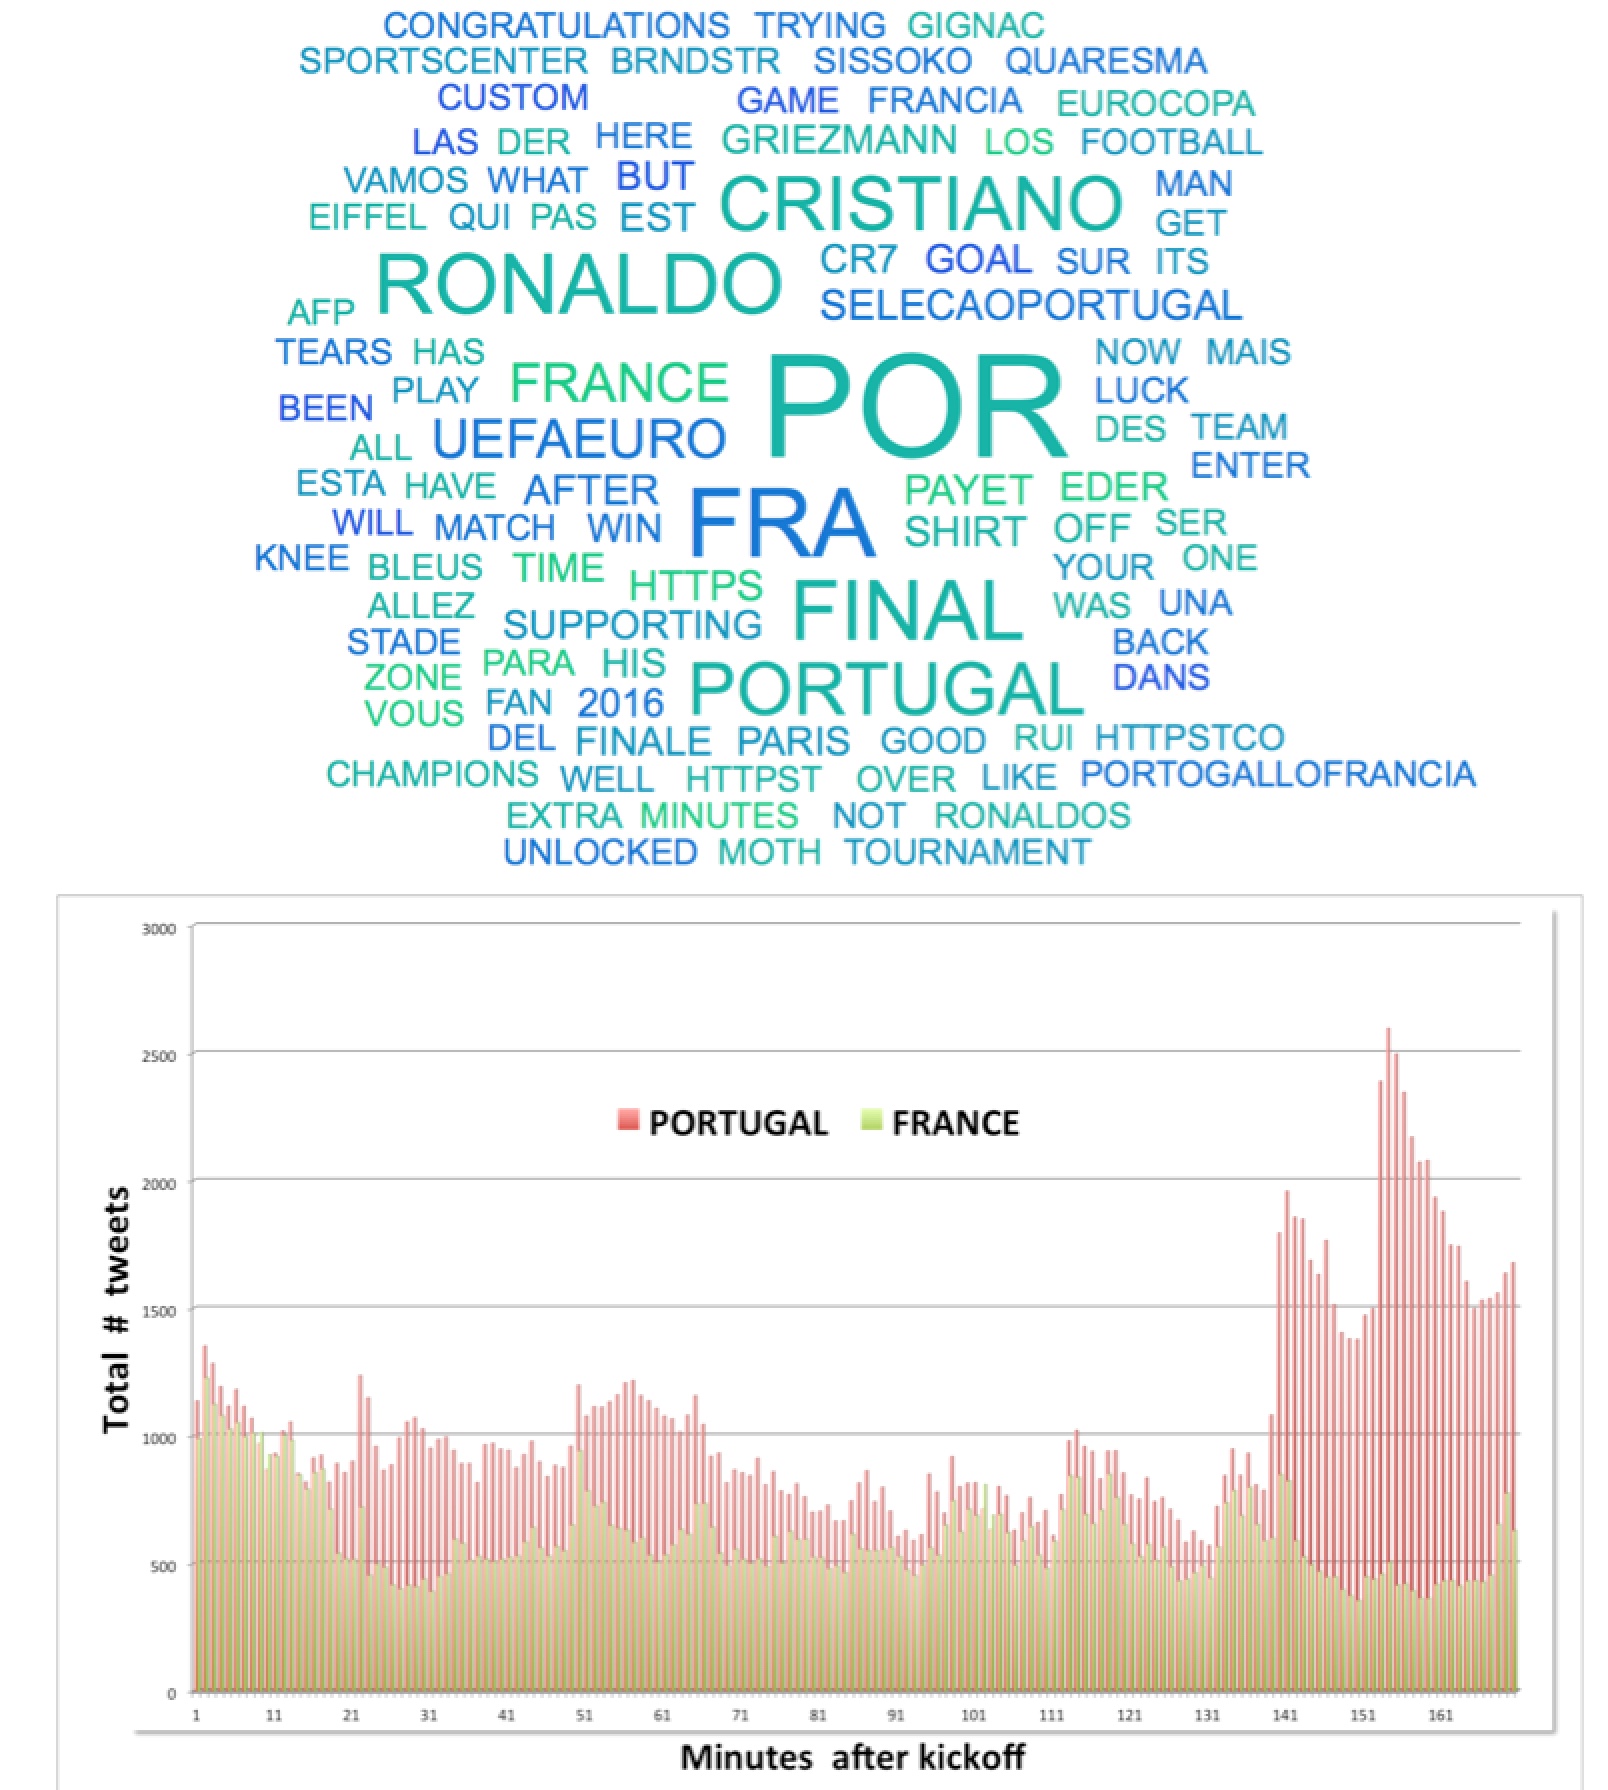 CONGRATULATIONS TRYING GIGNAC
SPORTSCENTER BRNDSTR SISSOKO QUARESMA
CUSTOM GAME FRANCIA EUROCOPA
LAS DER HERE GRIEZMANN LOS FOOTBALL
VAMOS WHAT BUT CRISTIANO MAN
EIFFEL QUI PAS EST GET
RONALDO CR7 GOAL SUR ITS
AFP SELECAOPORTUGAL
TEARS HAS FRANCE POR NOW MAIS
BEEN PLAY LUCK
ALL UEFAEURO DES TEAM
ENTER
ESTA HAVE AFTER FRA PAYET EDER
WILL MATCH WIN SHIRT OFF SER
KNEE BLEUS TIME HTTPS YOUR ONE
ALLEZ SUPPORTING FINAL WAS UNA
STADE BACK
ZONE PARA HIS PORTUGAL DANS
VOUS FAN 2016
DEL FINALE PARIS GOOD RUI HTTPSTCO
CHAMPIONS WELL HTTPST OVER LIKE PORTOGALLOFRANCIA
EXTRA MINUTES NOT RONALDOS
UNLOCKED MOTH TOURNAMENT
3000
2500
PORTUGAL FRANCE
2000
1500
1000
500
0
Total # tweets
1 11 21 31 41 51 61 71 81 91 101 111 121 131 141 151 161
Minutes after kickoff